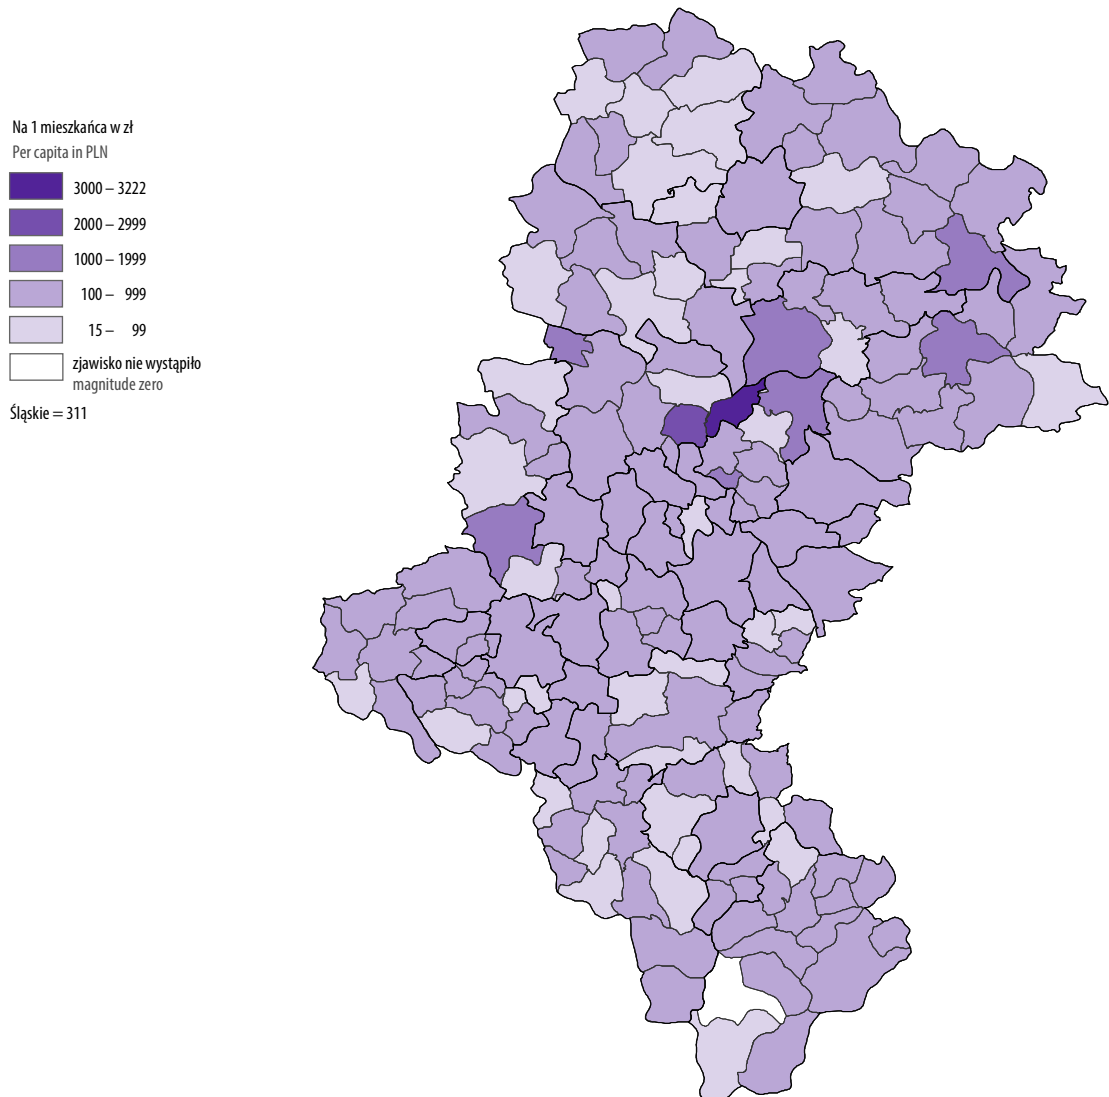 Na 1 mieszkańca w zł
Per capita in PLN
3000 – 3222
2000 – 2999
1000 – 1999
100 – 999
15 – 99
zjawisko nie wystąpiło
magnitude zero
Śląskie = 311